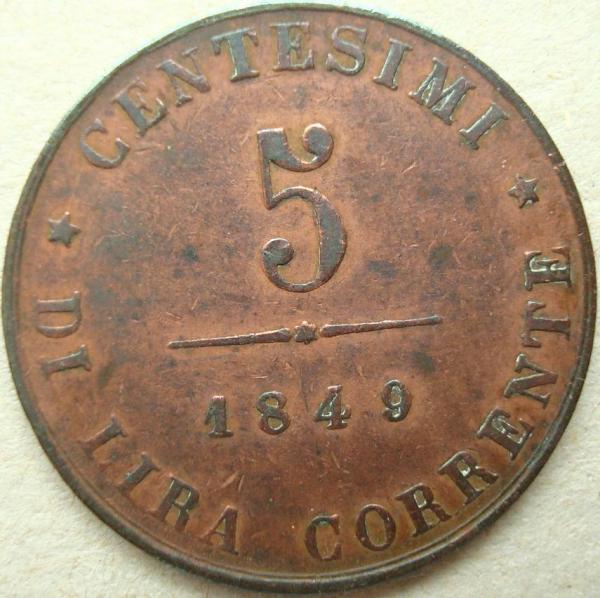 CENTESIMI
5
1849
DI LIRA CORRENTE